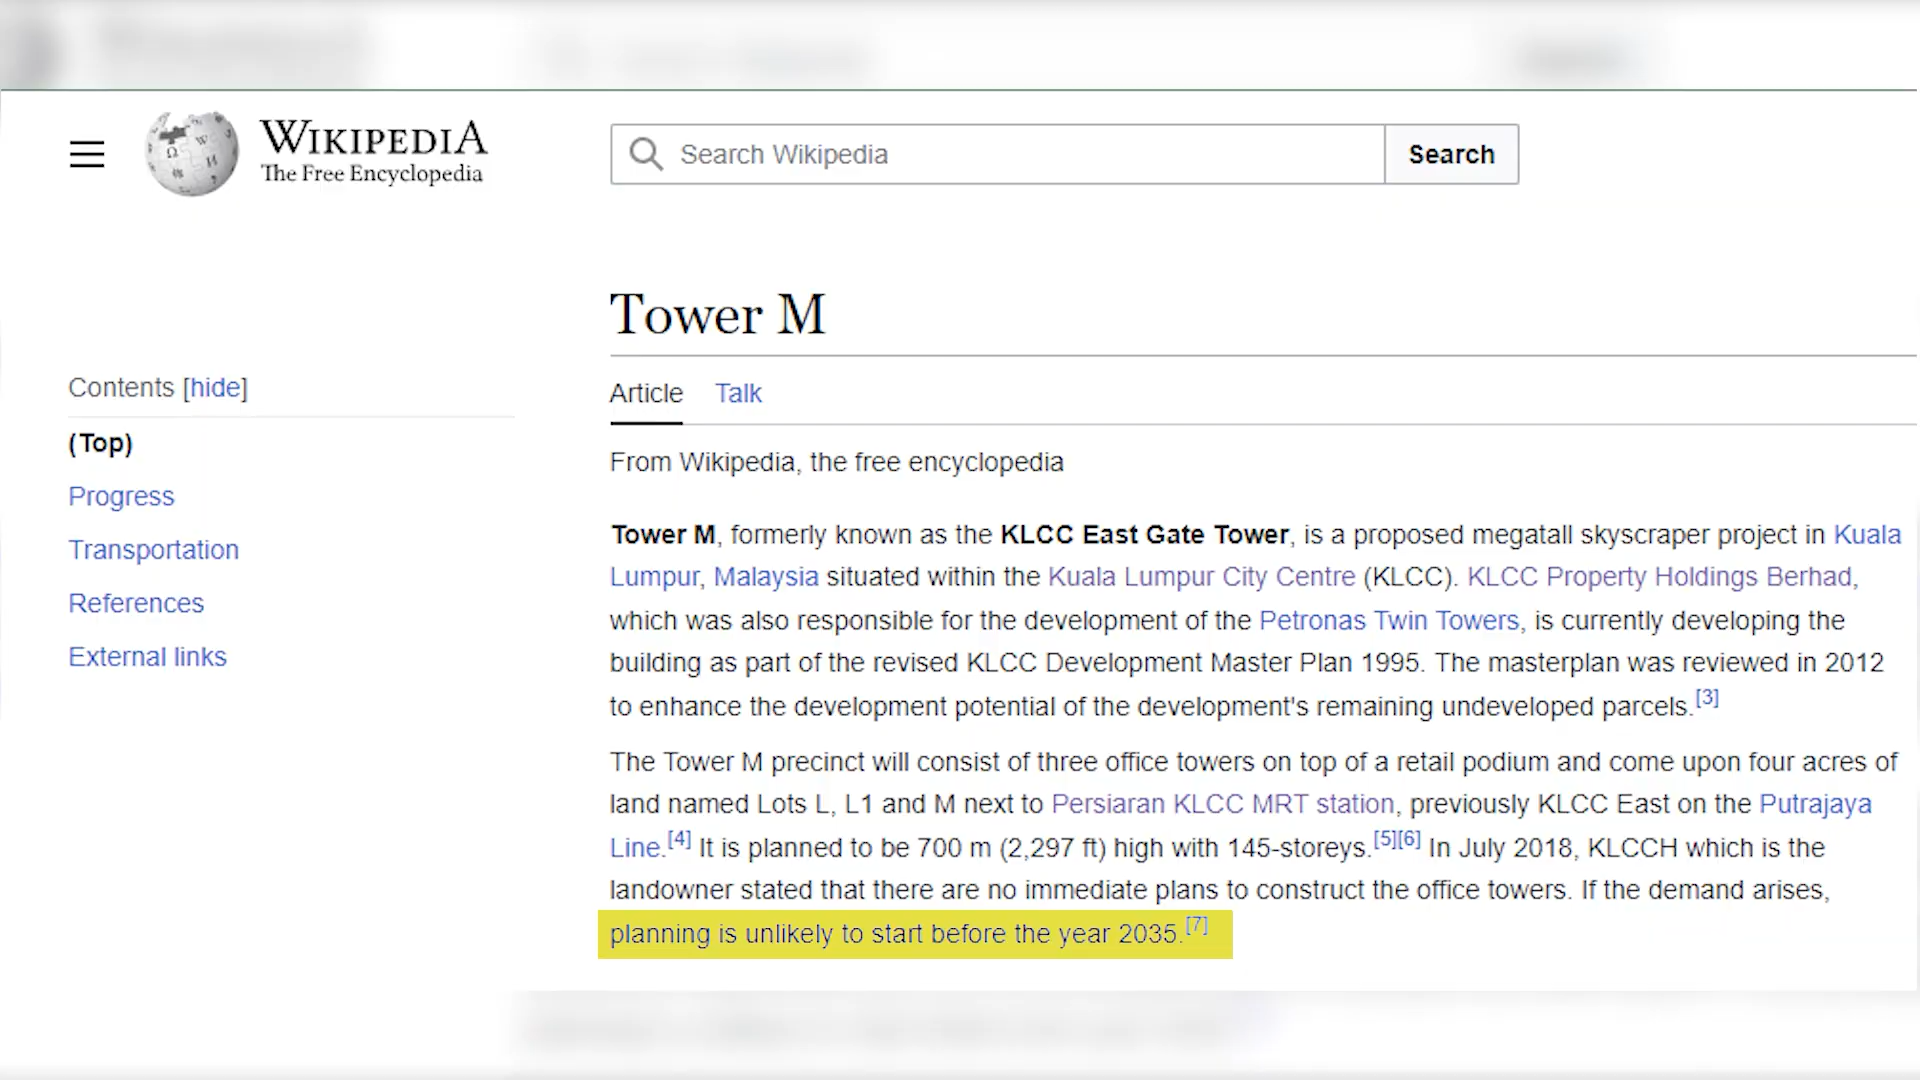 WIKIPEDIA
The Free Encyclopedia
Search Wikipedia
Search
Tower M
Contents [hide]
(Top)
Progress
Transportation
References
External links
Article Talk
From Wikipedia, the free encyclopedia
Tower M, formerly known as the KLCC East Gate Tower, is a proposed megatall skyscraper project in Kuala
Lumpur, Malaysia situated within the Kuala Lumpur City Centre (KLCC). KLCC Property Holdings Berhad,
which was also responsible for the development of the Petronas Twin Towers, is currently developing the
building as part of the revised KLCC Development Master Plan 1995. The masterplan was reviewed in 2012
to enhance the development potential of the development's remaining undeveloped parcels.[3]
The Tower M precinct will consist of three office towers on top of a retail podium and come upon four acres of
land named Lots L, L1 and M next to Persiaran KLCC MRT station, previously KLCC East on the Putrajaya
Line.[4] It is planned to be 700 m (2,297 ft) high with 145-storeys.[5][6] In July 2018, KLCCH which is the
landowner stated that there are no immediate plans to construct the office towers. If the demand arises,
planning is unlikely to start before the year 2035.[7]